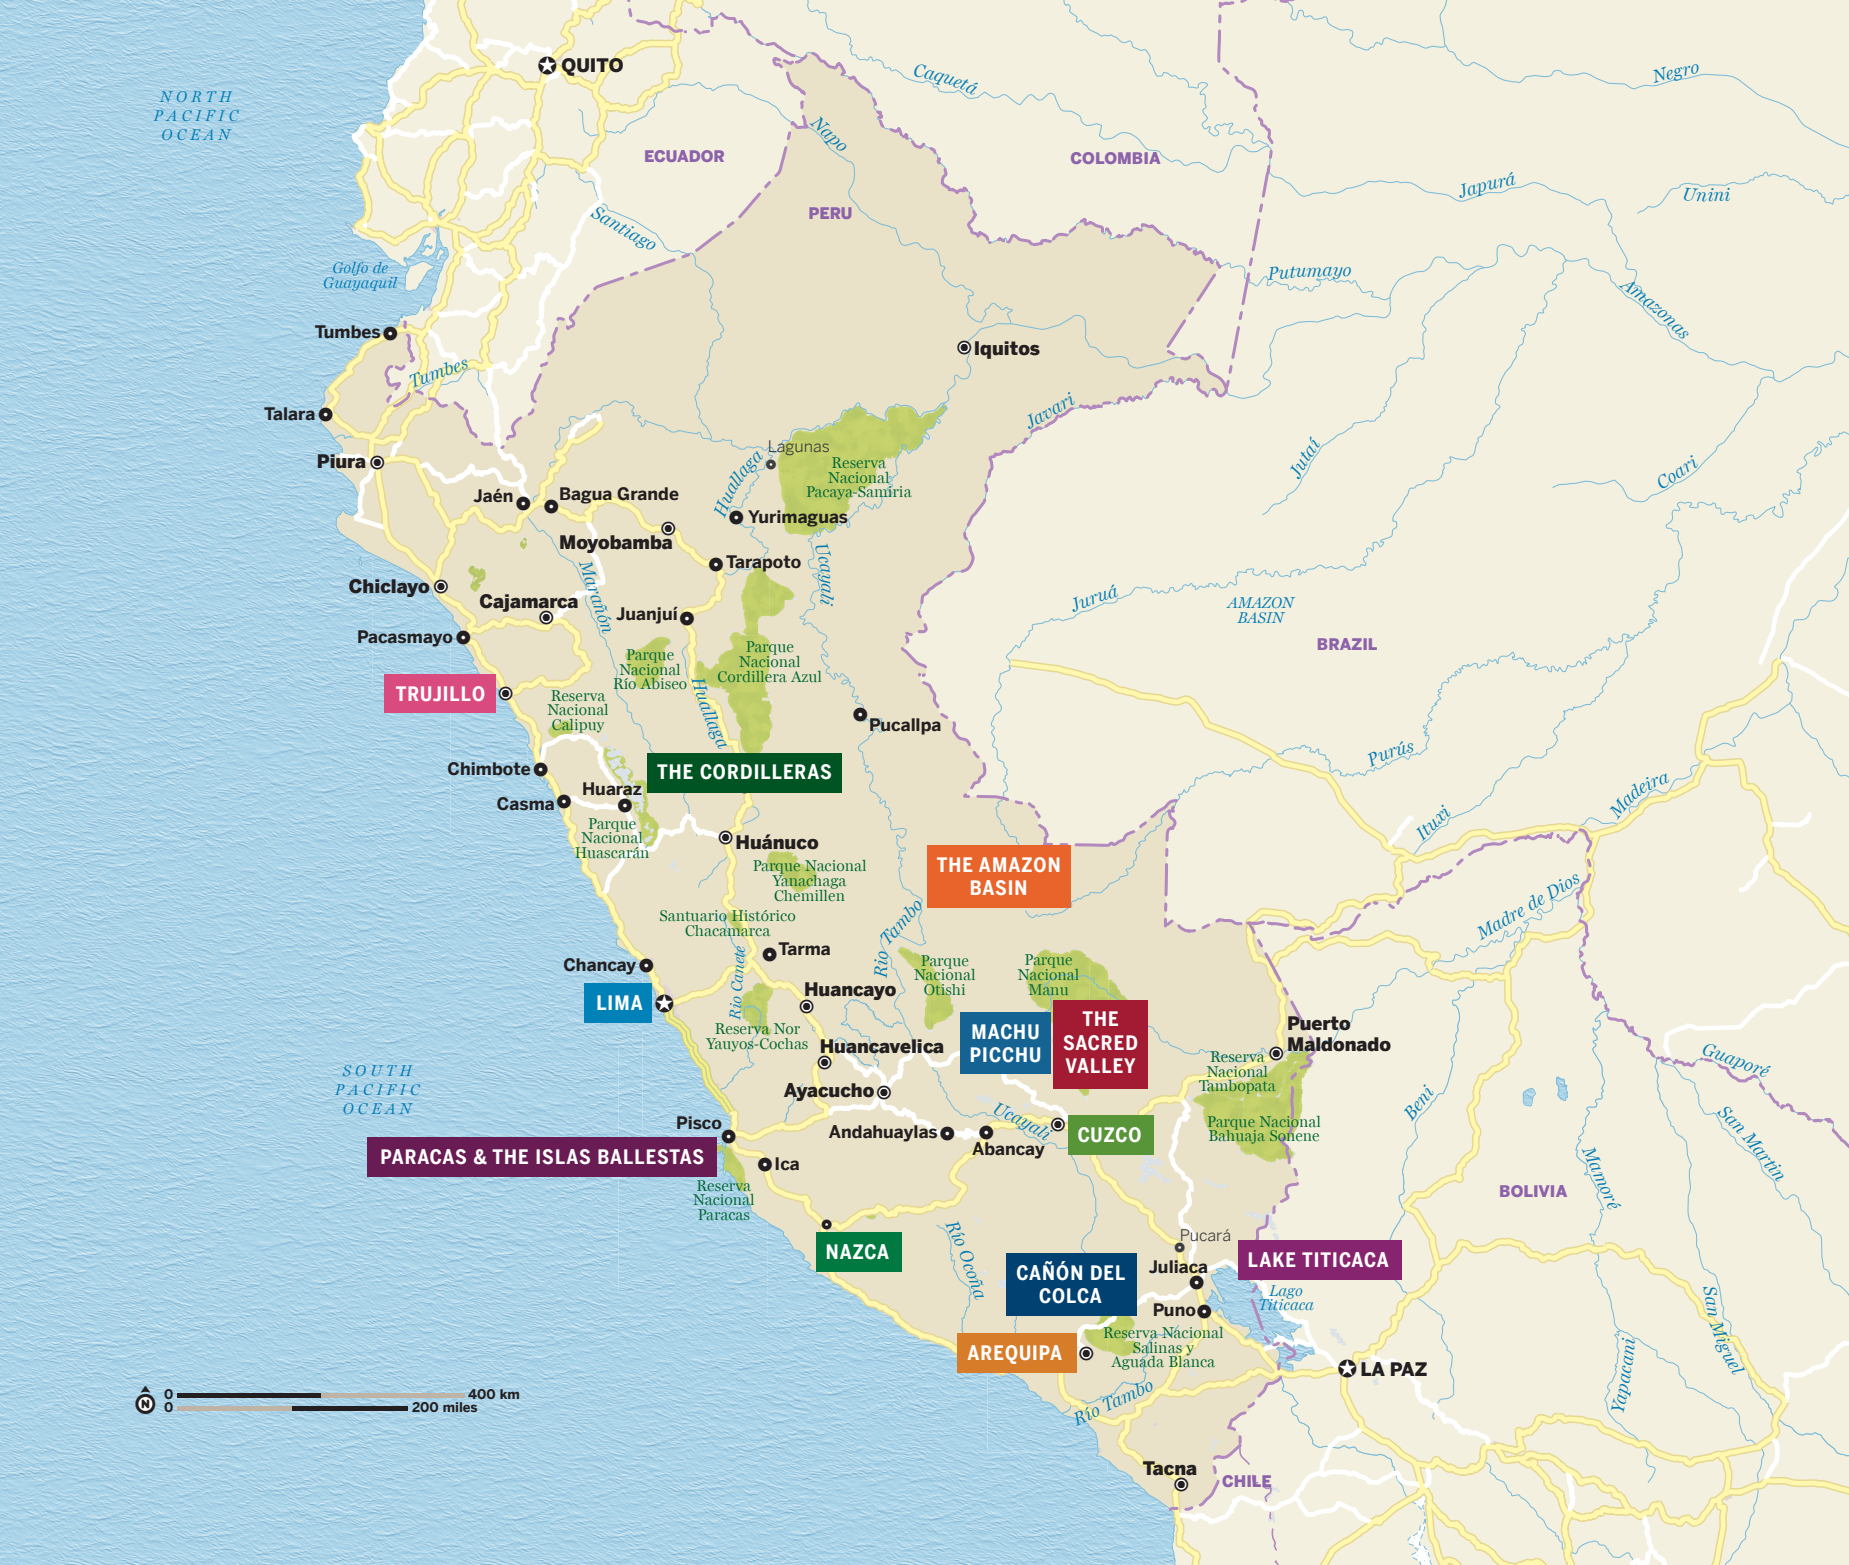 QUITO
NORTH
PACIFIC
OCEAN
Caquetá
Negro
Napo
ECUADOR
COLOMBIA
Japurá
Unini
PERU
Santiago
Golfo de
Guayaquil
Putumayo
Amazonas
Tumbes
Iquitos
Tumbes
Talara
Javari
Piura
Lagunas
Huallaga
Reserva
Nacional
Pacaya-Samiria
Jutaí
Coari
Jaén
Bagua Grande
Yurimaguas
Moyobamba
Tarapoto
Ucayali
Marañón
Chiclayo
Cajamarca
Juanjuí
Juruá
AMAZON
BASIN
BRAZIL
Pacasmayo
Parque
Nacional
Río Abiseo
Parque
Nacional
Cordillera Azul
TRUJILLO
Reserva
Nacional
Calipuy
Huallaga
Pucallpa
Purús
Chimbote
THE CORDILLERAS
Madeira
Casma
Huaraz
Parque
Nacional
Huascarán
Huánuco
Ituxi
THE AMAZON
BASIN
Parque Nacional
Yanachaga
Chemillen
Madre de Dios
Santuario Histórico
Chacamarca
Río Tambo
Tarma
Chancay
Río Canete
Parque
Nacional
Otishi
Parque
Nacional
Manu
LIMA
Huancayo
MACHU
PICCHU
THE
SACRED
VALLEY
Puerto
Maldonado
Reserva Nor
Yauyos-Cochas
Huancavelica
Reserva
Nacional
Tambopata
Guaporé
SOUTH
PACIFIC
OCEAN
Ayacucho
Beni
San Martin
Pisco
Andahuaylas
Ucayali
Abancay
CUZCO
Parque Nacional
Bahuaja Sonene
PARACAS & THE ISLAS BALLESTAS
Ica
Mamoré
BOLIVIA
Reserva
Nacional
Paracas
NAZCA
Río Ocoña
Pucará
CAÑÓN DEL
COLCA
Juliaca
LAKE TITICACA
Lago
Titicaca
Puno
San Miguel
AREQUIPA
Reserva Nacional
Salinas y
Aguada Blanca
LA PAZ
Yapacani
Río Tambo
N
0
400 km
0
200 miles
Tacna
CHILE